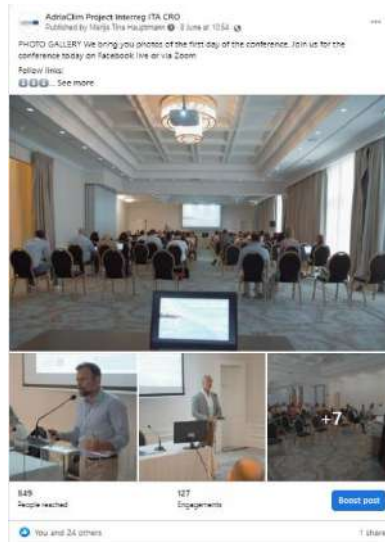 AdriaClim Project Interreg ITA CRO
Published by Marija Tina Hauptmann · 8 June at 10:54 ·
PHOTO GALLERY We bring you photos of the first day of the conference. Join us for the
conference today on Facebook live or via Zoom
Follow links:
... See more
+7
849
People reached
127
Engagements
Boost post
You and 24 others
1 share